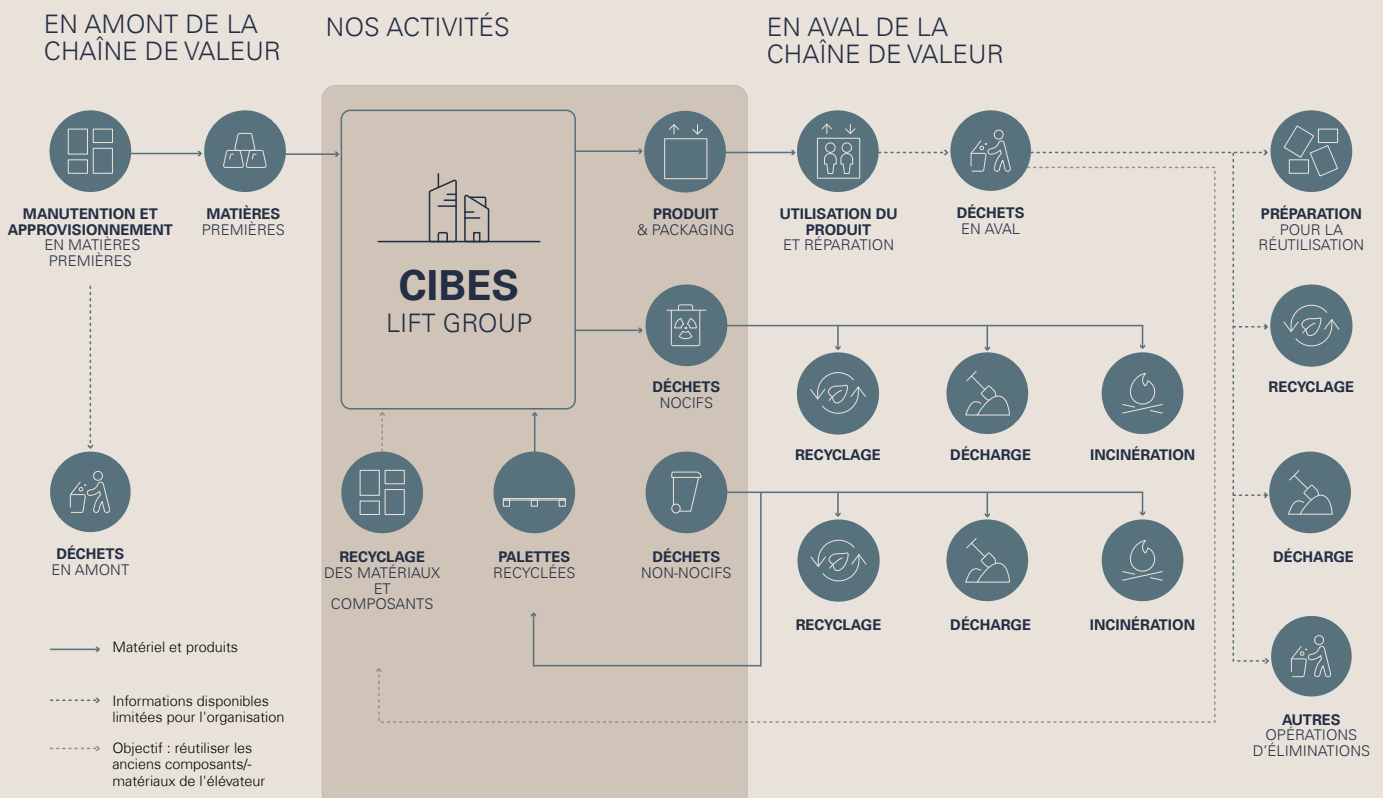 EN AMONT DE LA
CHAÎNE DE VALEUR
NOS ACTIVITÉS
EN AVAL DE LA
CHAÎNE DE VALEUR
MANUTENTION ET
APPROVISIONNEMENT
EN MATIÈRES
PREMIÈRES
MATIÈRES
PREMIÈRES
CIBES
LIFT GROUP
PRODUIT
& PACKAGING
UTILISATION DU
PRODUIT
ET RÉPARATION
DÉCHETS
EN AVAL
PRÉPARATION
POUR LA
RÉUTILISATION
DÉCHETS
NOCIFS
RECYCLAGE
DÉCHARGE
INCINÉRATION
RECYCLAGE
DÉCHETS
EN AMONT
RECYCLAGE
DES MATÉRIAUX
ET
COMPOSANTS
PALETTES
RECYCLÉES
DÉCHETS
NON-NOCIFS
RECYCLAGE
DÉCHARGE
INCINÉRATION
DÉCHARGE
AUTRES
OPÉRATIONS
D'ÉLIMINATIONS
Matériel et produits
Informations disponibles
limitées pour l'organisation
Objectif : réutiliser les
anciens composants/-
matériaux de l'élévateur